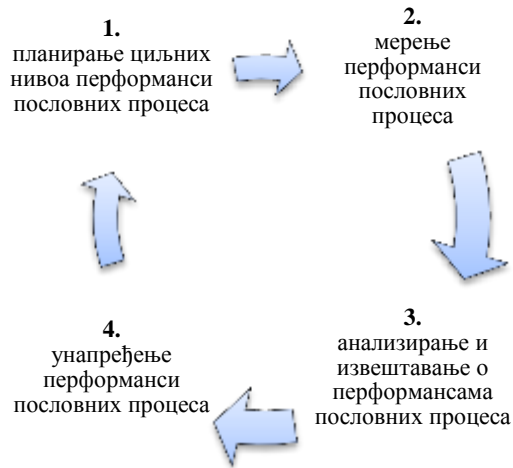 1.
планирање циљних
нивоа перформанси
пословних процеса
2.
мерење
перформанси
пословних
процеса
3.
анализирање и
извештавање о
перформансама
пословних процеса
4.
унапређење
перформанси
пословних процеса